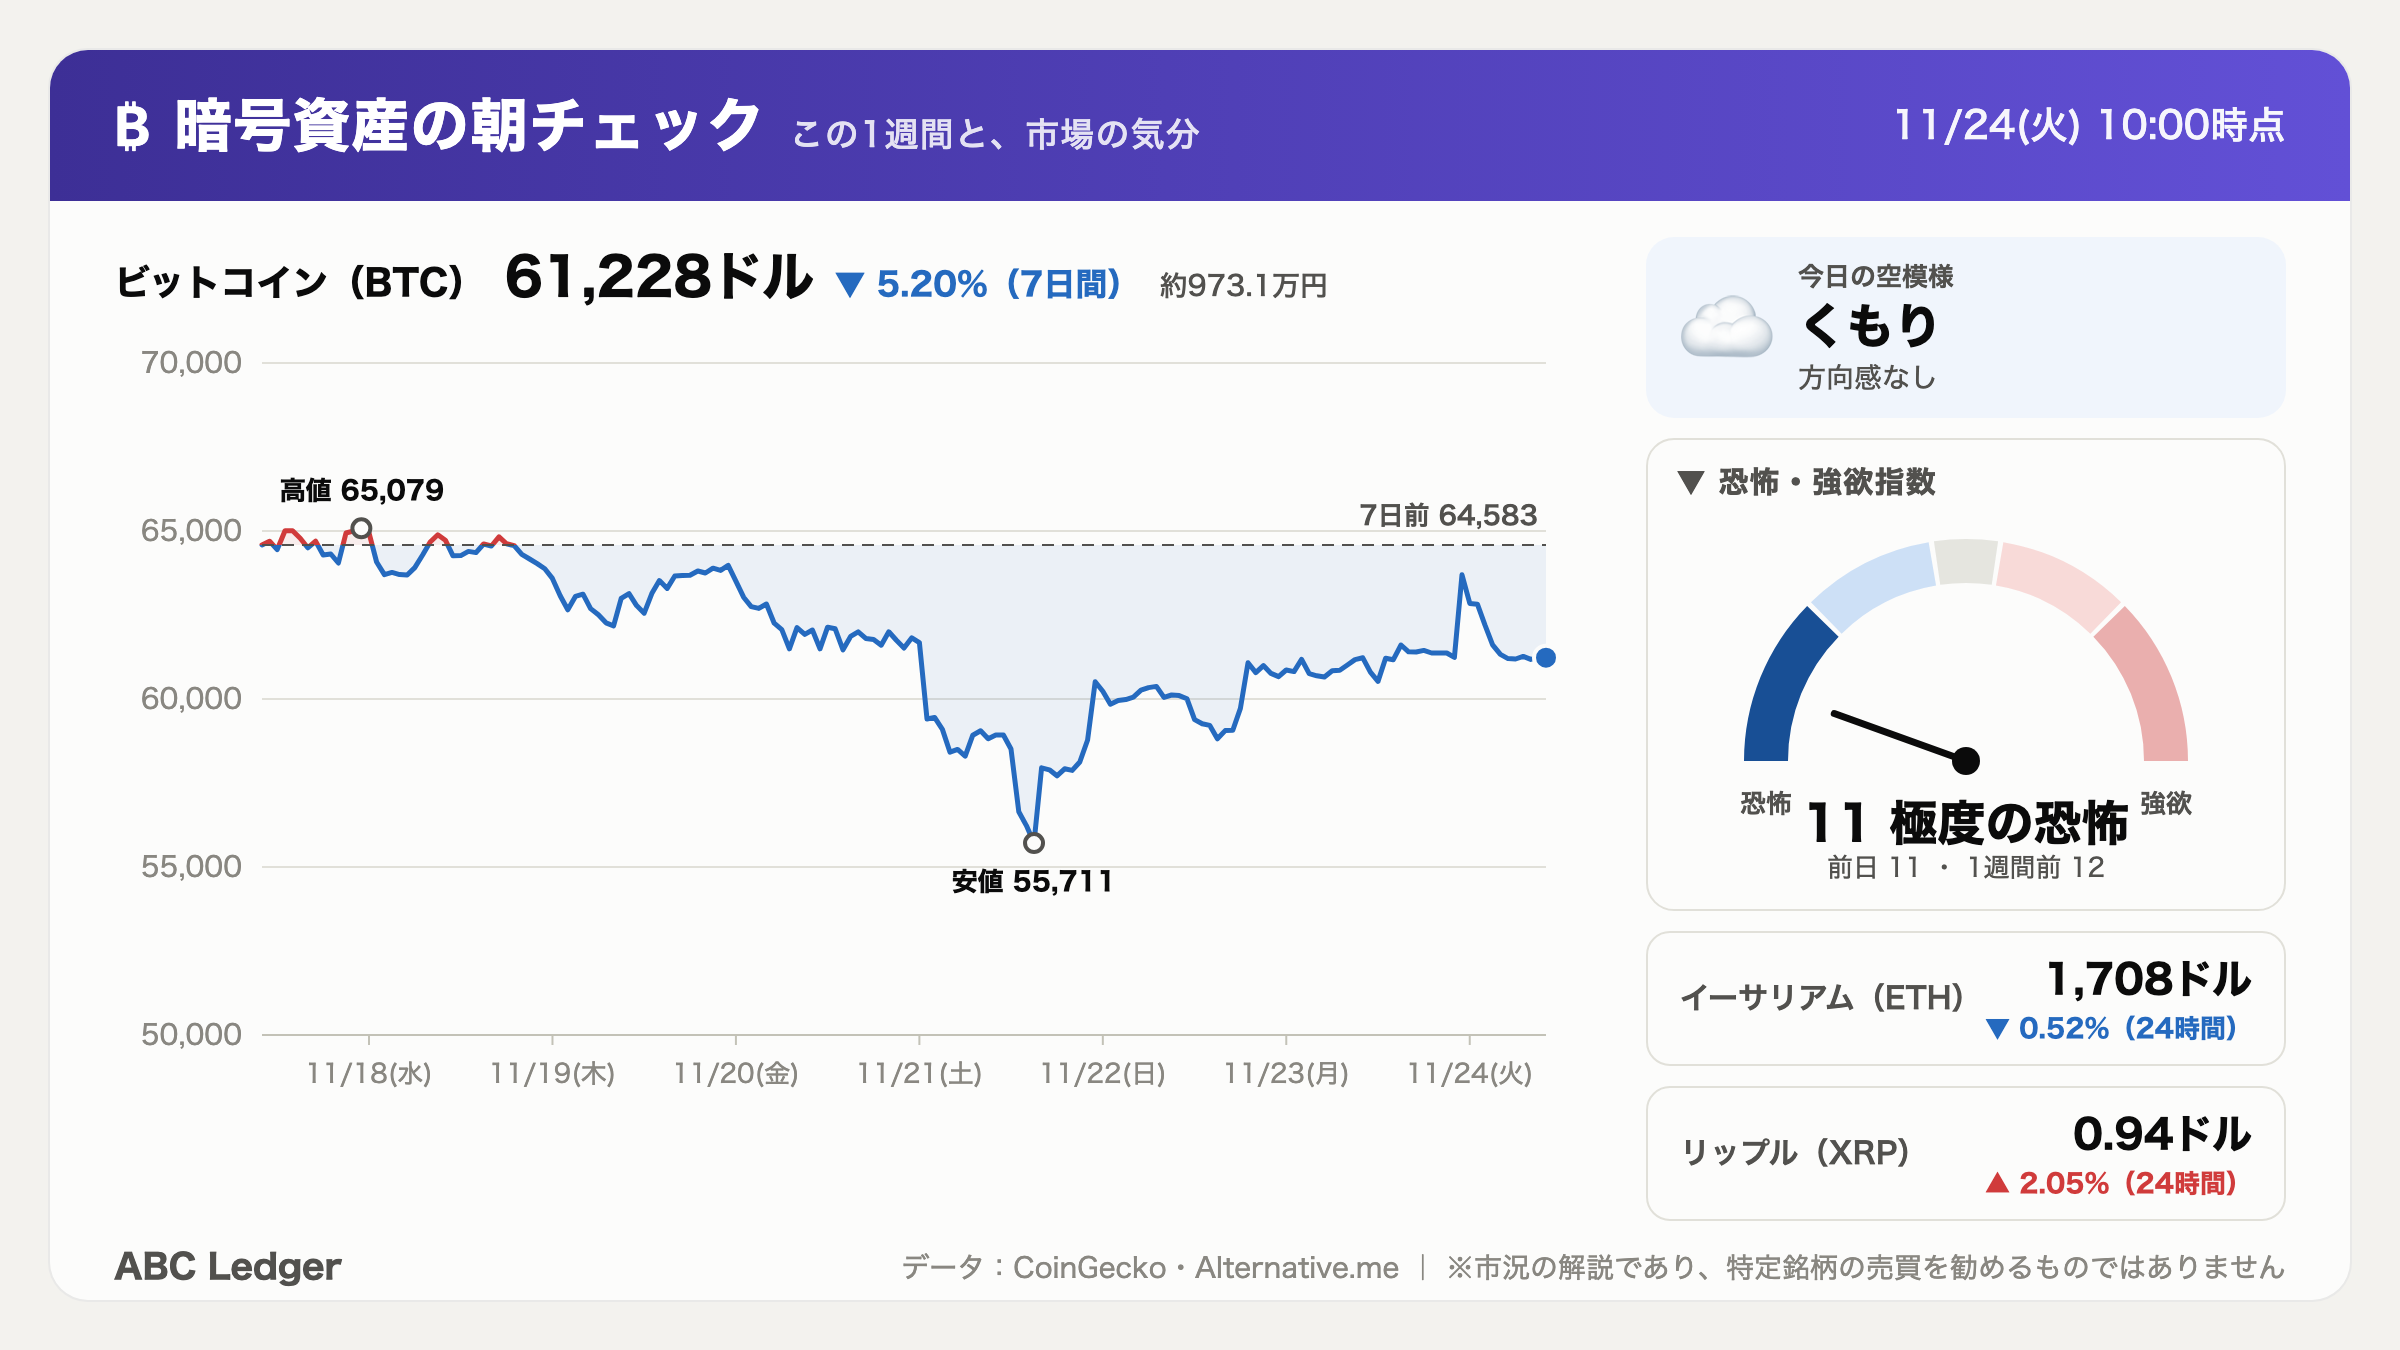 ₿ 暗号資産の朝チェック この1週間と、市場の気分
11/24(火) 10:00時点
ビットコイン（BTC） 61,228ドル ▼ 5.20%（7日間） 約973.1万円
70,000
65,000
60,000
55,000
50,000
高値 65,079
7日前 64,583
安値 55,711
11/18(水) 11/19(木) 11/20(金) 11/21(土) 11/22(日) 11/23(月) 11/24(火)
今日の空模様
くもり
方向感なし
▼ 恐怖・強欲指数
恐怖 強欲
11 極度の恐怖
前日 11 ・ 1週間前 12
イーサリアム（ETH） 1,708ドル
▼ 0.52%（24時間）
リップル（XRP） 0.94ドル
▲ 2.05%（24時間）
ABC Ledger
データ：CoinGecko・Alternative.me ｜ ※市況の解説であり、特定銘柄の売買を勧めるものではありません